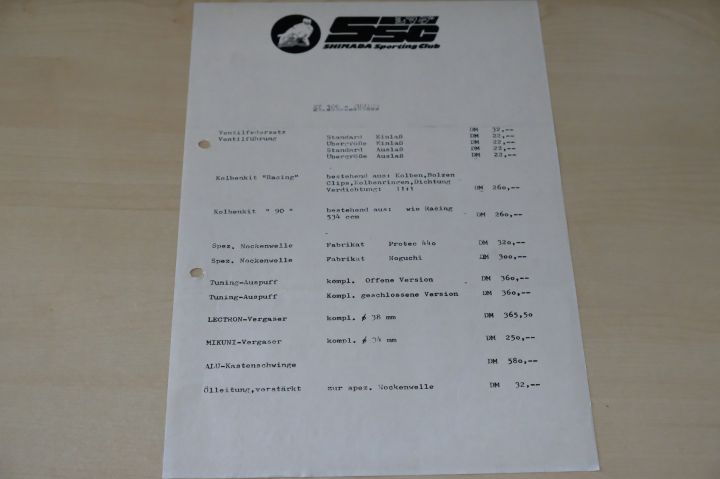 SSC
SHIMADA Sporting Club
Ventilfedersatz DM 32,--
Ventilführung Standard Einlaß DM 22,--
Übergröße Einlaß DM 22,--
Standard Auslaß DM 22,--
Übergröße Auslaß DM 22,--
Kolbenkit "Racing" bestehend aus: Kolben,Bolzen
Clips,Kolbenringen,Dichtung
Verdichtung: 11:1 DM 260,--
Kolbenkit " 90 " bestehend aus: wie Racing
534 ccm DM 260,--
Spez. Nockenwelle Fabrikat Protec 440 DM 320,--
Spez. Nockenwelle Fabrikat Hoguchi DM 300,--
Tuning-Auspuff kompl. Offene Version DM 360,--
Tuning-Auspuff Kompl. geschlossene Version DM 360,--
LECTRON-Vergaser kompl. ø 38 mm DM 365,50
MIKUNI-Vergaser kompl. ø 34 mm DM 250,--
ALU-Kastenschwinge DM 580,--
Ölleitung,verstärkt zur spez. Nockenwelle DM 32,--